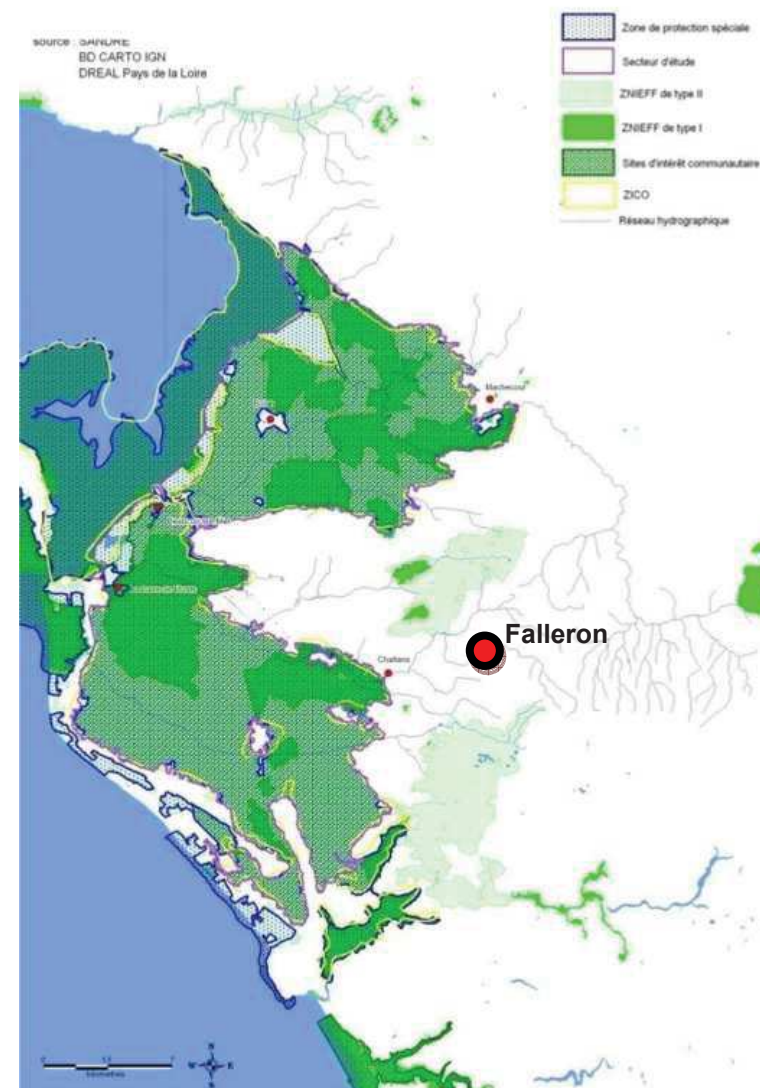 source : SANDRE
BD CARTO IGN
DREAL Pays de la Loire
Zone de protection spéciale
Secteur d'étude
ZNIEFF de type II
ZNIEFF de type I
Sites d'intérêt communautaire
ZICO
Réseau hydrographique
Machecoul
Falleron
Challans
N
W
E
S